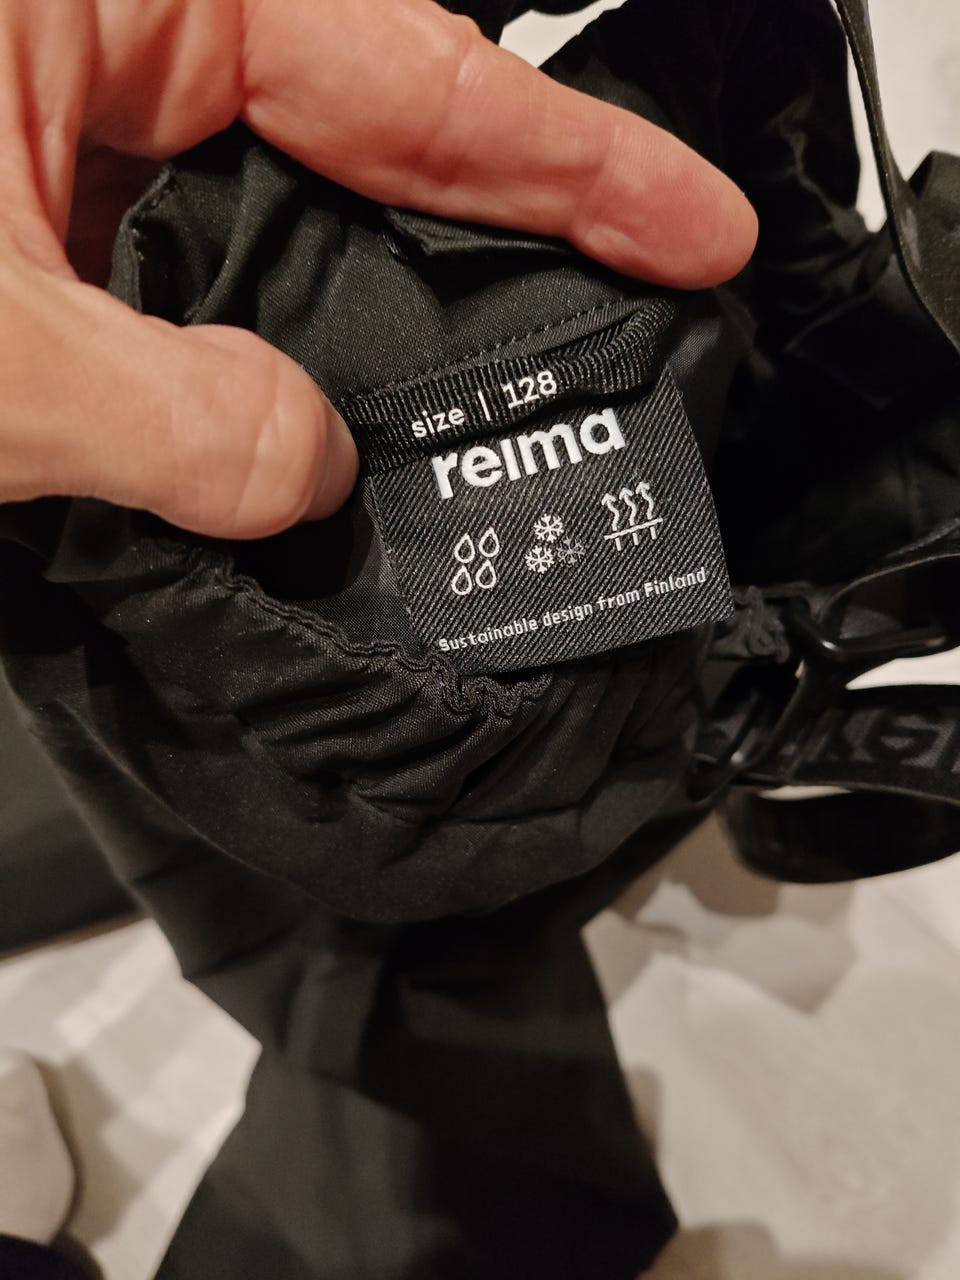 size | 128
reima
Sustainable design from Finland